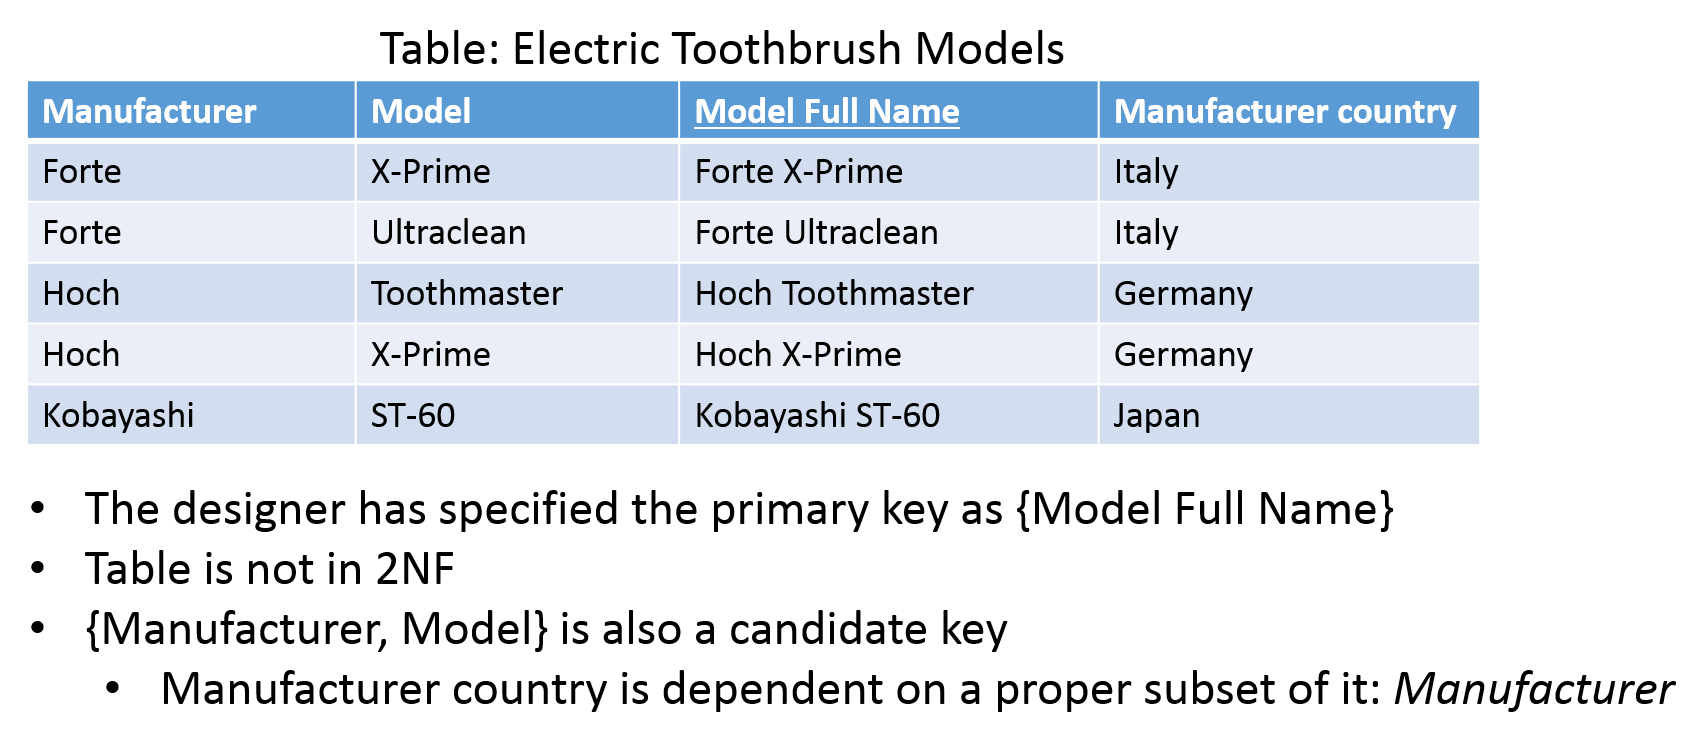 Table: Electric Toothbrush Models
Manufacturer Model Model Full Name Manufacturer country
Forte X-Prime Forte X-Prime Italy
Forte Ultraclean Forte Ultraclean Italy
Hoch Toothmaster Hoch Toothmaster Germany
Hoch X-Prime Hoch X-Prime Germany
Kobayashi ST-60 Kobayashi ST-60 Japan
• The designer has specified the primary key as {Model Full Name}
• Table is not in 2NF
• {Manufacturer, Model} is also a candidate key
• Manufacturer country is dependent on a proper subset of it: Manufacturer